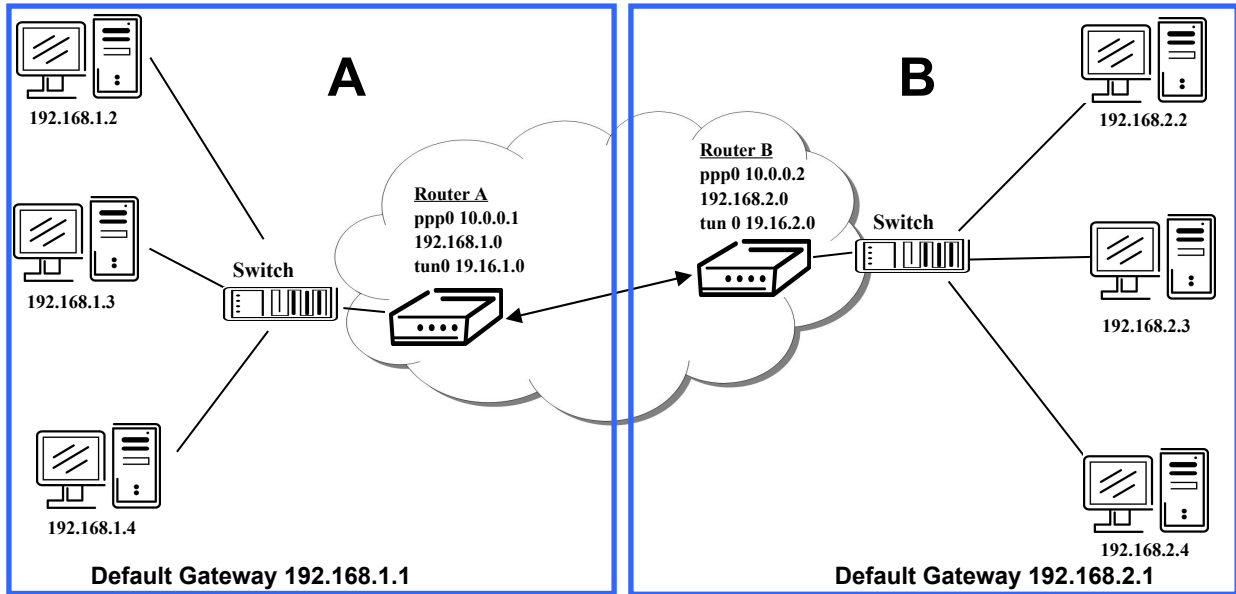 A
192.168.1.2
192.168.1.3
192.168.1.4
Switch
Router A
ppp0 10.0.0.1
192.168.1.0
tun0 19.16.1.0
Default Gateway 192.168.1.1
B
Router B
ppp0 10.0.0.2
192.168.2.0
tun 0 19.16.2.0
Switch
192.168.2.2
192.168.2.3
192.168.2.4
Default Gateway 192.168.2.1